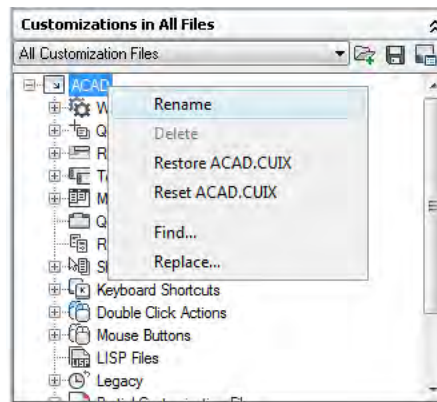 Customizations in All Files
All Customization Files
ACAD
Rename
Delete
Restore ACAD.CUIX
Reset ACAD.CUIX
Find...
Replace...
Keyboard Shortcuts
Double Click Actions
Mouse Buttons
LISP Files
Legacy